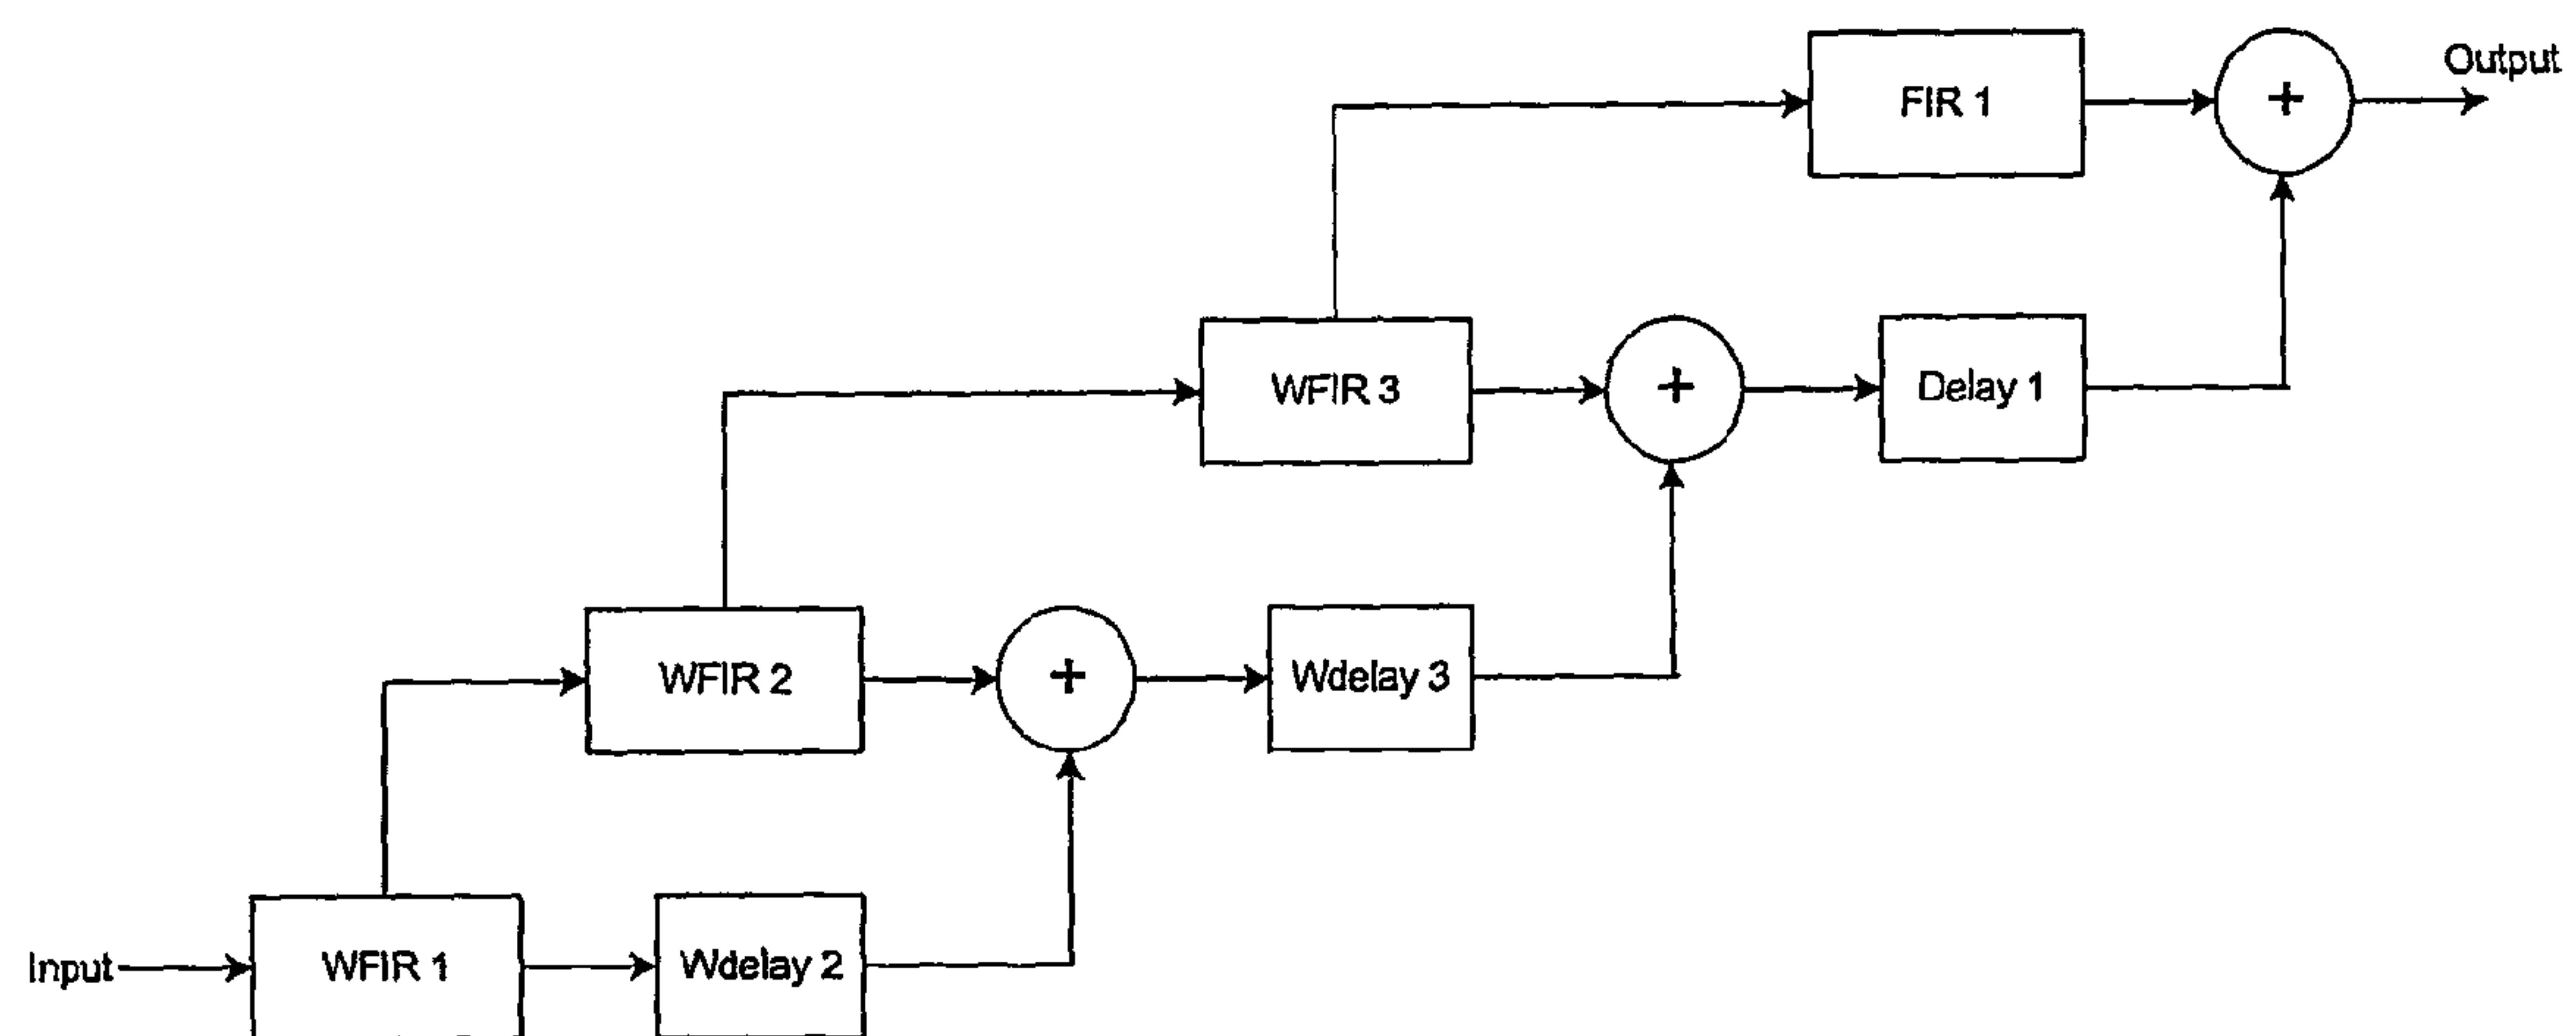 Output
FIR 1
+
WFIR 3
+
Delay 1
WFIR 2
+
Wdelay 3
Input
WFIR 1
Wdelay 2